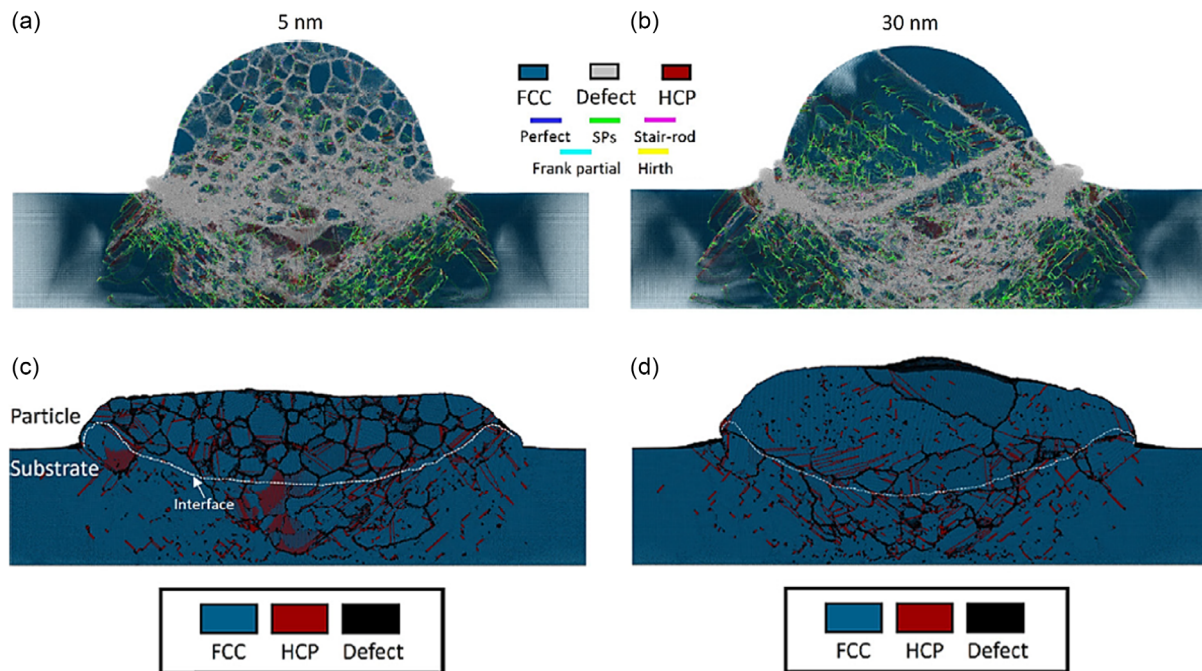 (a)
5 nm
(b)
30 nm
FCC Defect HCP
Perfect SPs Stair-rod
Frank partial Hirth
(c)
Particle
Substrate
Interface
(d)
FCC HCP Defect
FCC HCP Defect